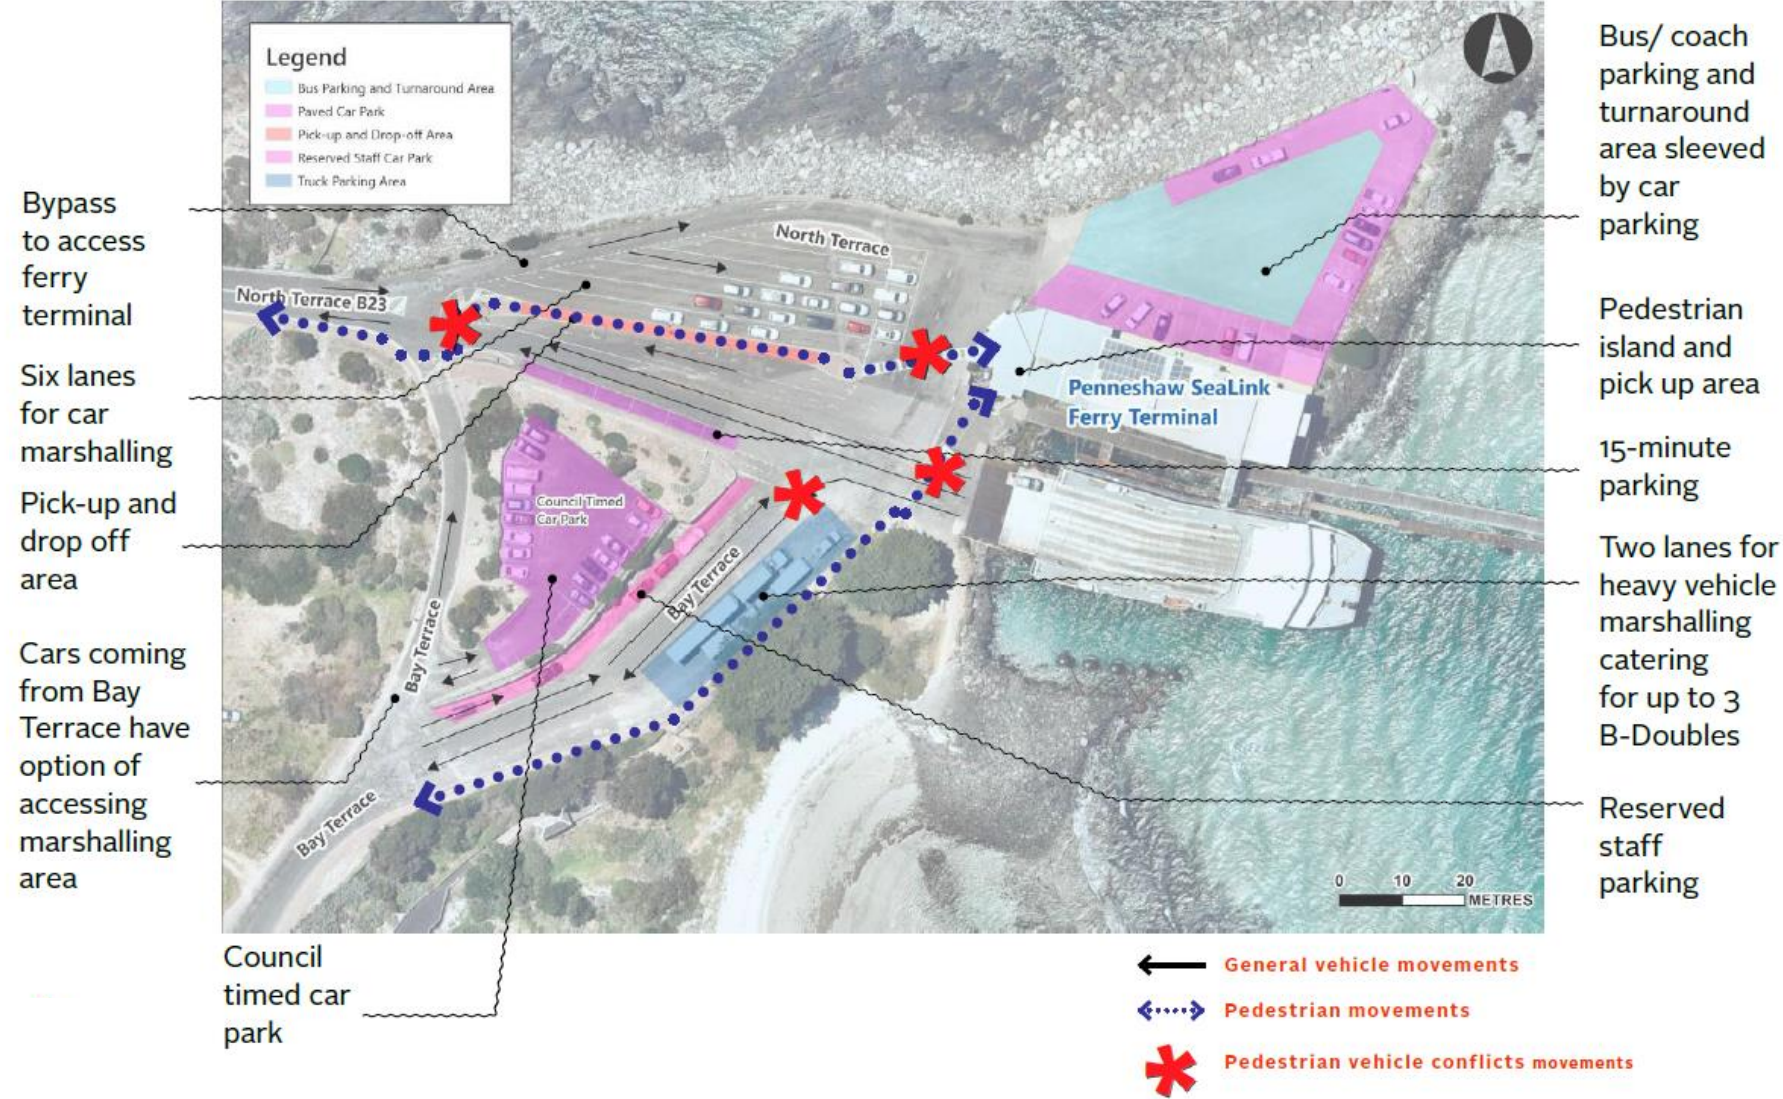 Legend
Bus Parking and Turnaround Area
Paved Car Park
Pick-up and Drop-off Area
Reserved Staff Car Park
Truck Parking Area
Bypass
to access
ferry
terminal
Six lanes
for car
marshalling
Pick-up and
drop off
area
Cars coming
from Bay
Terrace have
option of
accessing
marshalling
area
Council
timed car
park
North Terrace
North Terrace B23
Penneshaw SeaLink
Ferry Terminal
Council Timed
Car Park
Bay Terrace
Bay Terrace
Bay Terrace
0 10 20
METRES
Bus/ coach
parking and
turnaround
area sleeved
by car
parking
Pedestrian
island and
pick up area
15-minute
parking
Two lanes for
heavy vehicle
marshalling
catering
for up to 3
B-Doubles
Reserved
staff
parking
General vehicle movements
Pedestrian movements
Pedestrian vehicle conflicts movements